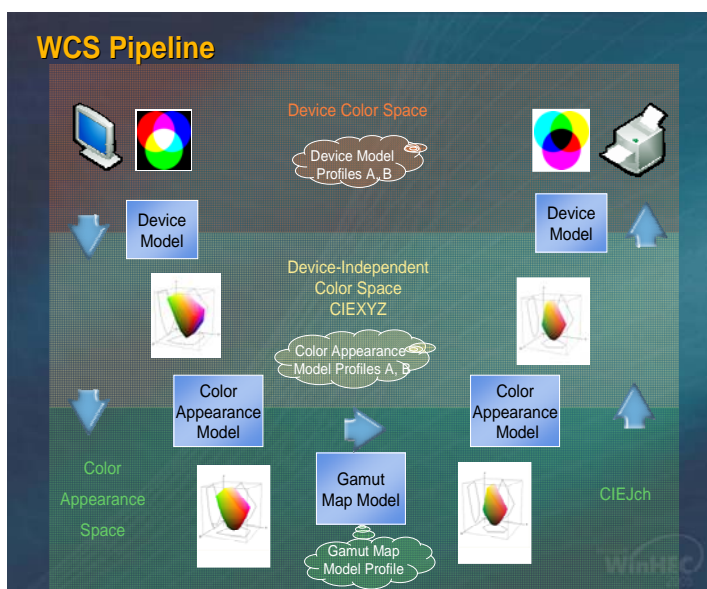 WCS Pipeline
Device Color Space
Device Model
Profiles A, B
Device
Model
Device
Model
Device-Independent
Color Space
CIEXYZ
Color Appearance
Model Profiles A, B
Color
Appearance
Model
Color
Appearance
Model
Color
Appearance
Space
Gamut
Map Model
CIEJch
Gamut Map
Model Profile
WinHEC
2005